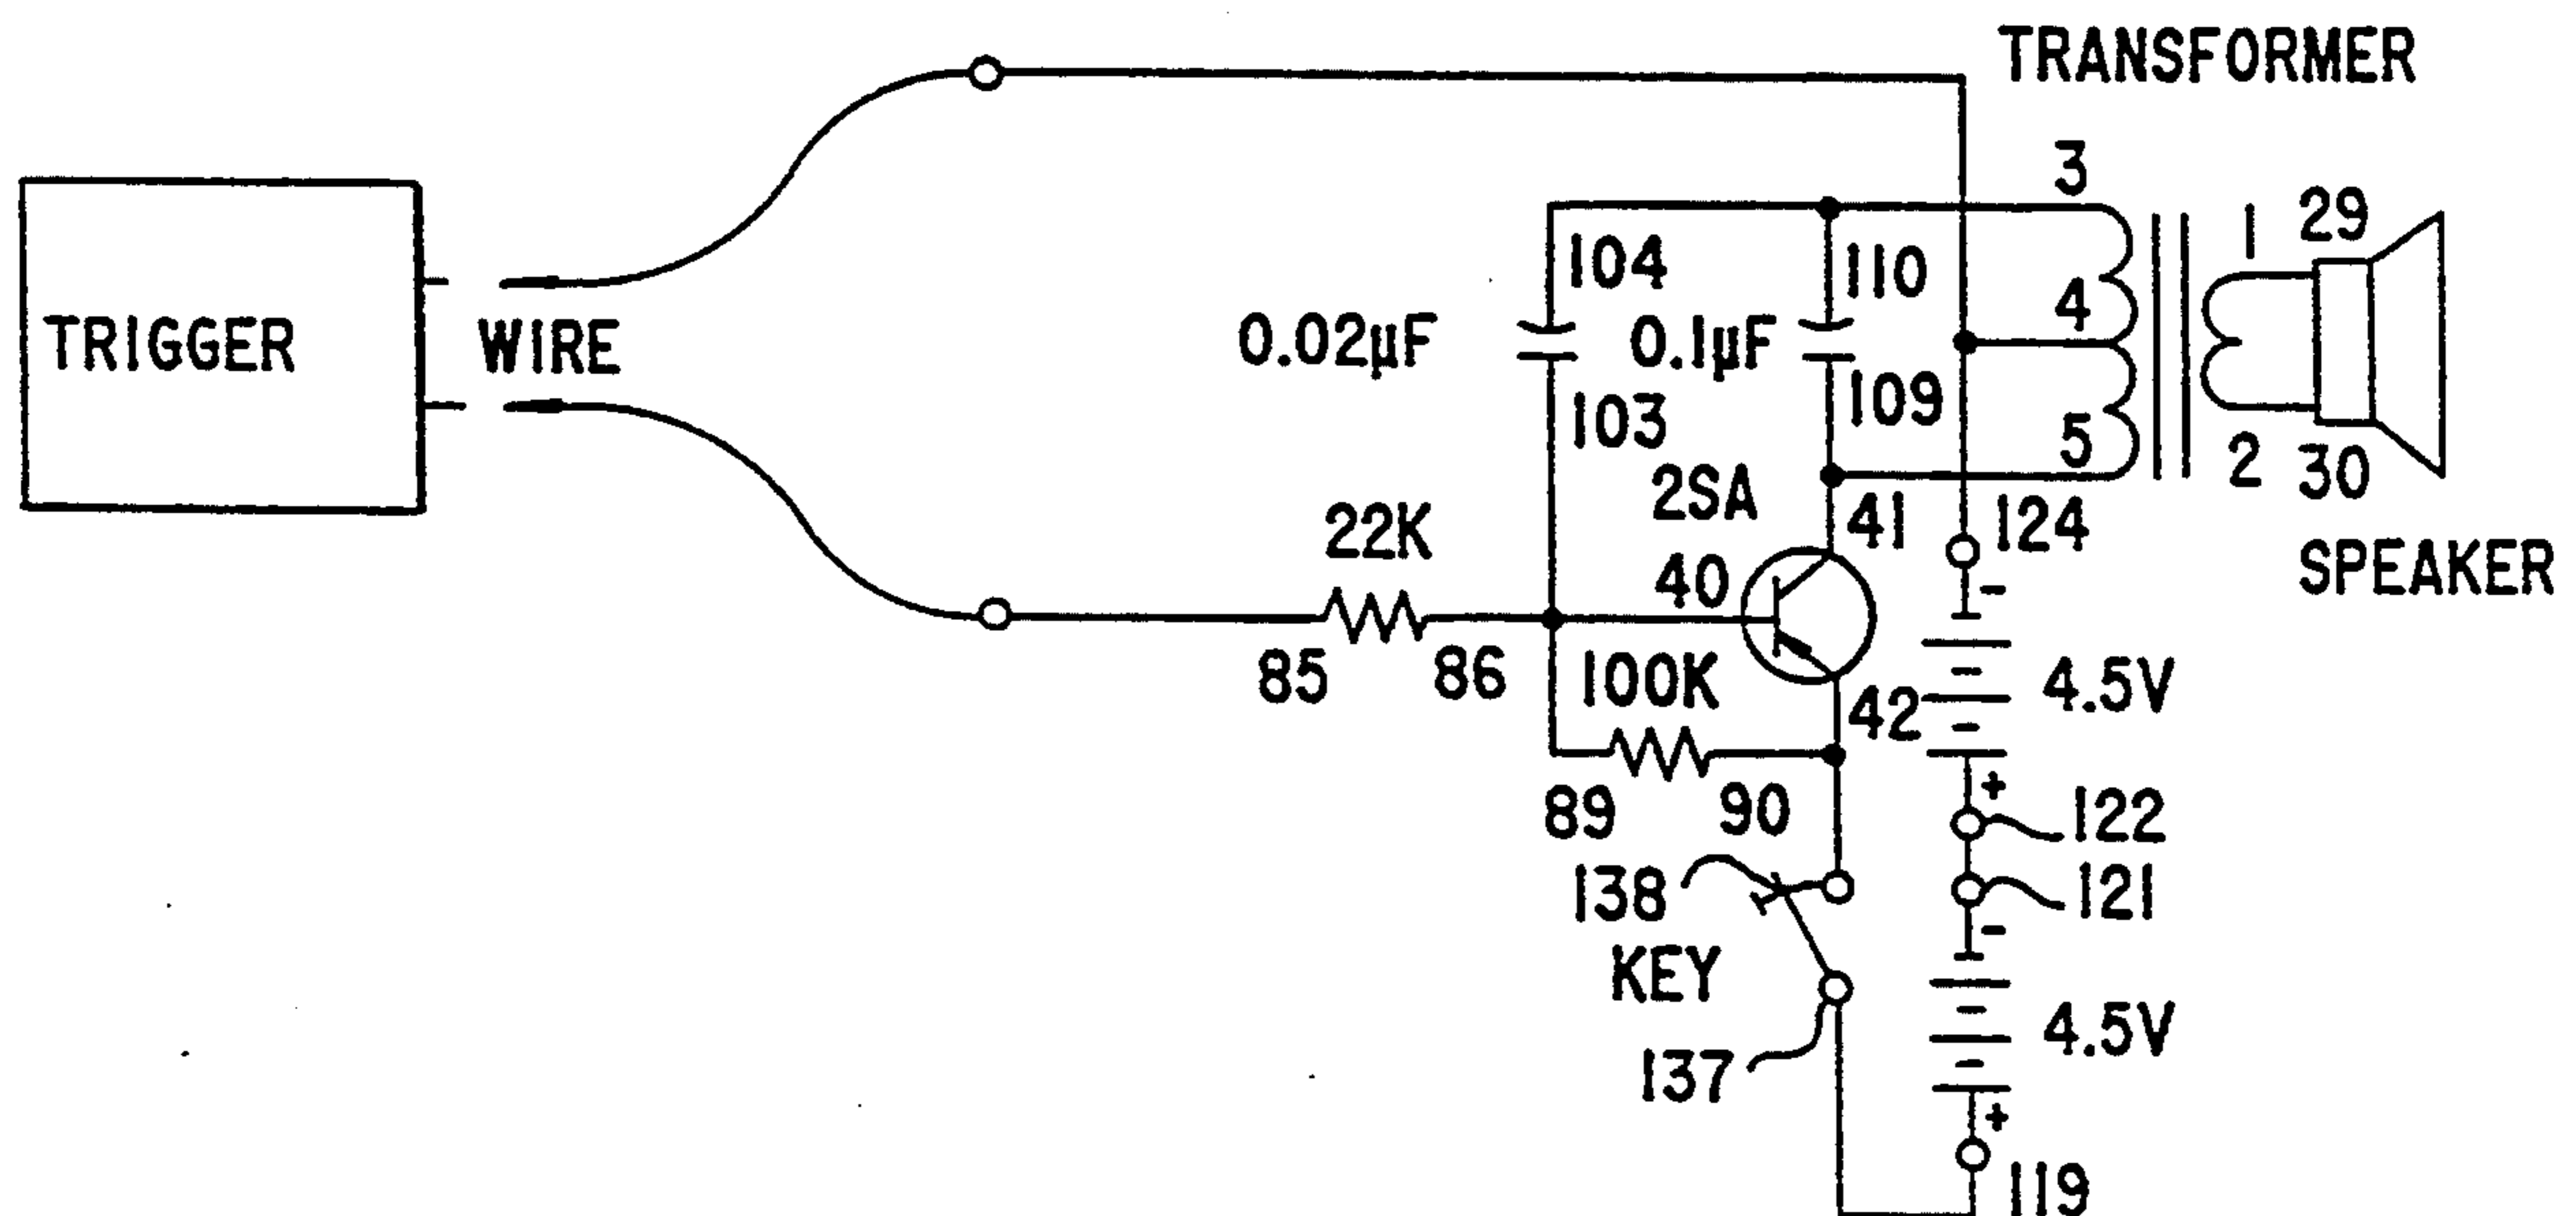 TRANSFORMER
3
1 29
104
110
4
TRIGGER
WIRE
0.02µF
0.1µF
109
103
5
2
30
2SA
41
124
22K
SPEAKER
40
-
85
86
100K
42
4.5V
89
90
+
122
138
121
-
KEY
4.5V
137
+
119